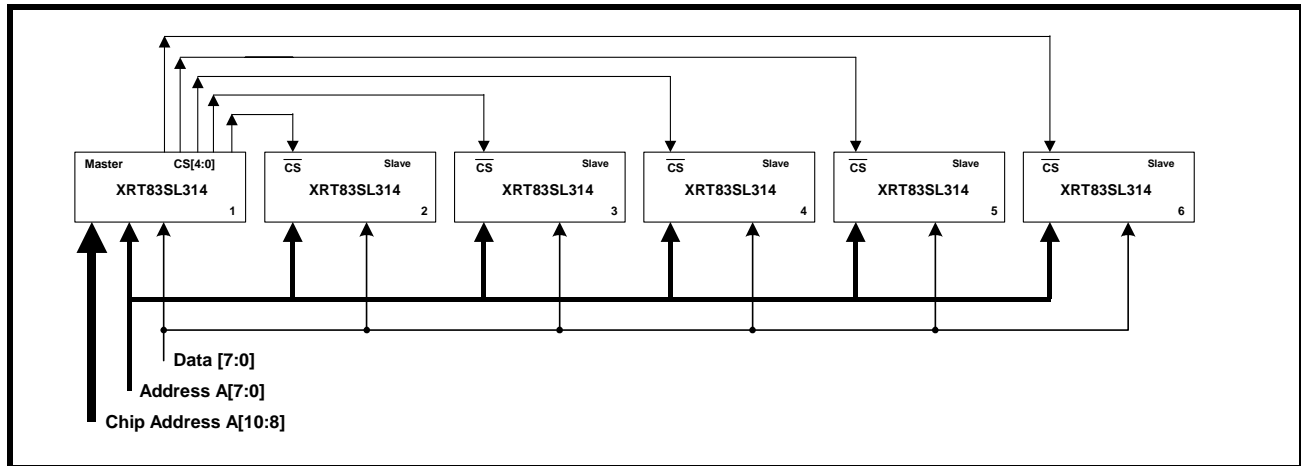 Master CS[4:0]
XRT83SL314
1
CS Slave
XRT83SL314
2
CS Slave
XRT83SL314
3
CS Slave
XRT83SL314
4
CS Slave
XRT83SL314
5
CS Slave
XRT83SL314
6
Data [7:0]
Address A[7:0]
Chip Address A[10:8]